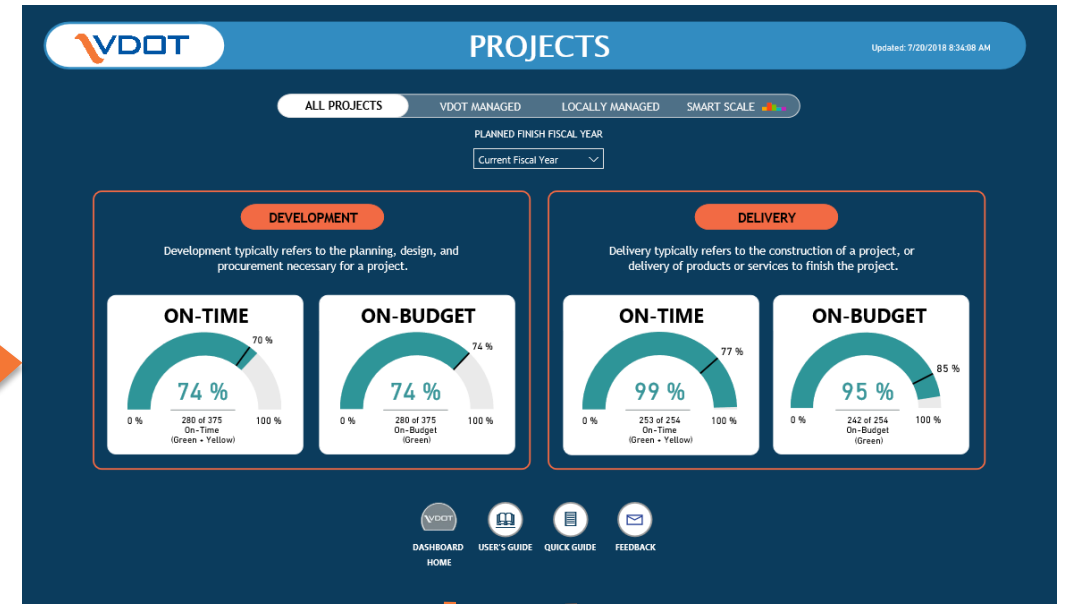 VDOT
PROJECTS
Updated: 7/20/2018 8:34:08 AM
ALL PROJECTS
VDOT MANAGED
LOCALLY MANAGED
SMART SCALE
PLANNED FINISH FISCAL YEAR
Current Fiscal Year
DEVELOPMENT
Development typically refers to the planning, design, and
procurement necessary for a project.
ON-TIME
70 %
74 %
0 %
100 %
280 of 375
On-Time
(Green + Yellow)
ON-BUDGET
74 %
74 %
0 %
100 %
280 of 375
On-Budget
(Green)
DELIVERY
Delivery typically refers to the construction of a project, or
delivery of products or services to finish the project.
ON-TIME
77 %
99 %
0 %
100 %
253 of 254
On-Time
(Green + Yellow)
ON-BUDGET
85 %
95 %
0 %
100 %
242 of 254
On-Budget
(Green)
VDOT
DASHBOARD
HOME
USER'S GUIDE
QUICK GUIDE
FEEDBACK